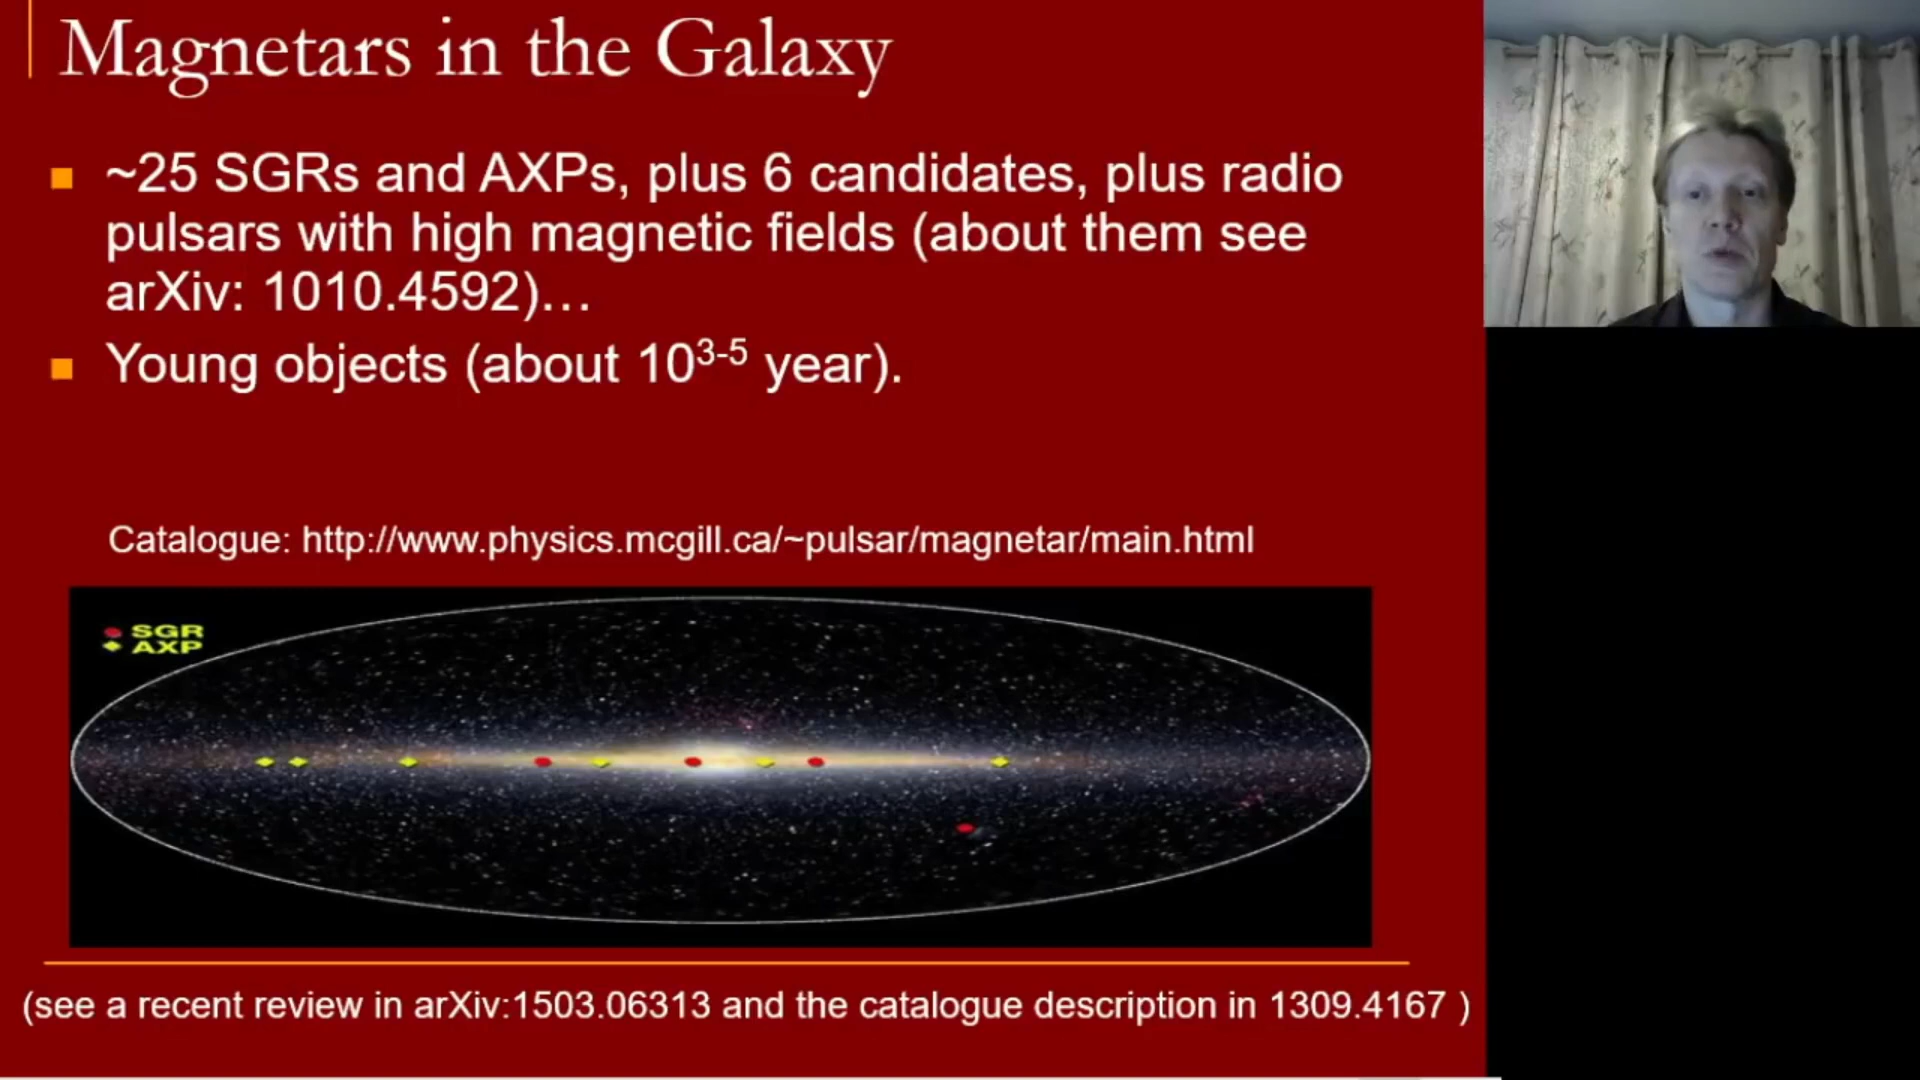 Magnetars in the Galaxy
~25 SGRs and AXPs, plus 6 candidates, plus radio
pulsars with high magnetic fields (about them see
arXiv: 1010.4592)…
Young objects (about 10³⁻⁵ year).
Catalogue: http://www.physics.mcgill.ca/~pulsar/magnetar/main.html
SGR
AXP
(see a recent review in arXiv:1503.06313 and the catalogue description in 1309.4167 )